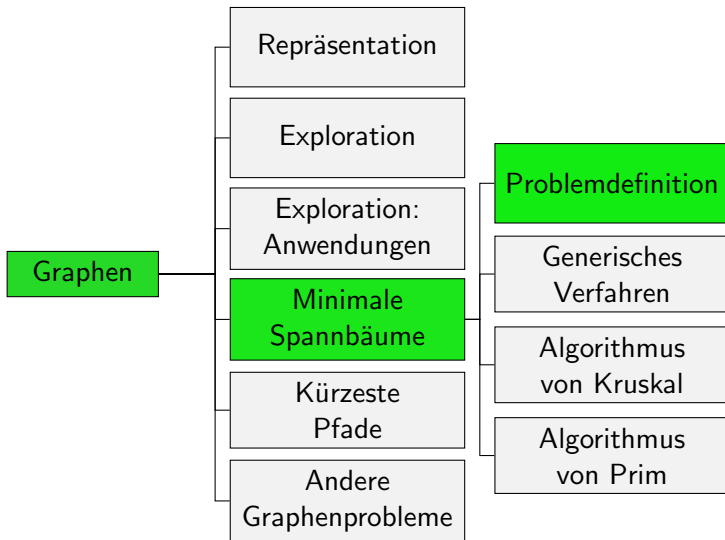 Graphen
Repräsentation
Exploration
Exploration:
Anwendungen
Minimale
Spannbäume
Kürzeste
Pfade
Andere
Graphenprobleme
Problemdefinition
Generisches
Verfahren
Algorithmus
von Kruskal
Algorithmus
von Prim